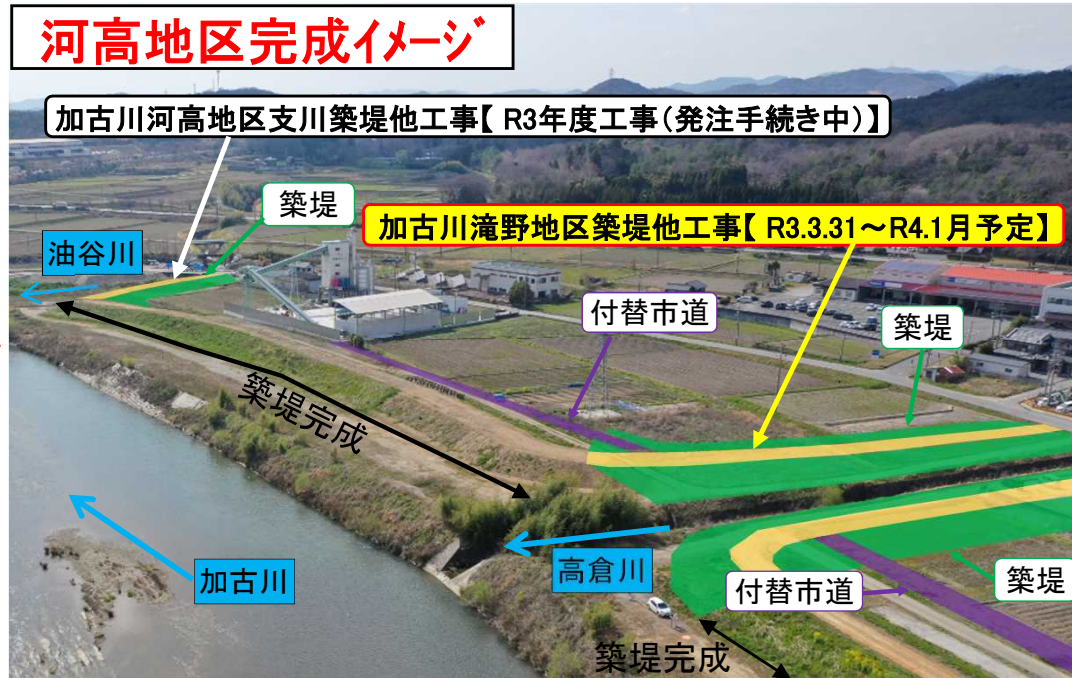 河高地区完成イメージ
加古川河高地区支川築堤他工事【 R3年度工事(発注手続き中)】
築堤
加古川滝野地区築堤他工事【 R3.3.31～R4.1月予定】
油谷川
付替市道
築堤
築堤完成
加古川
高倉川
付替市道
築堤
築堤完成